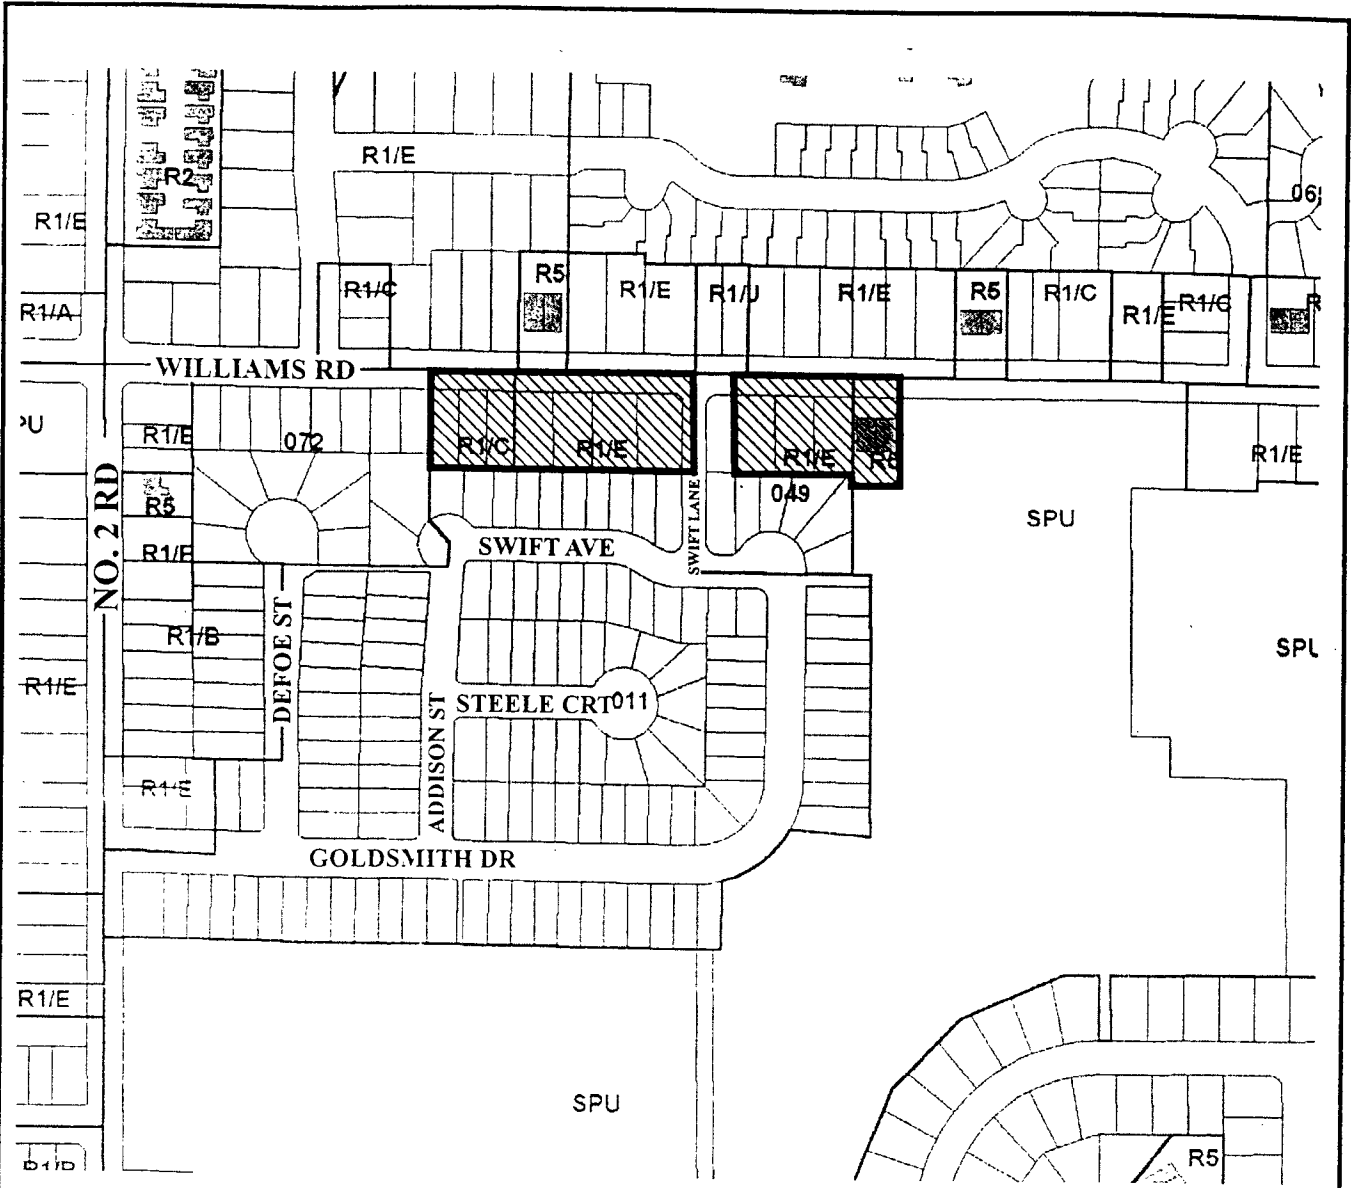 R1/E
R2
R1/E
06
R1/C
R5
R1/E
R1/J
R1/E
R5
R1/C
R1/E
R1/C
R1/A
WILLIAMS RD
R1/E
072
R1/C
R1/E
R1/E
R1/E
049
SPU
R5
NO. 2 RD
R1/E
SWIFT AVE
SWIFT LANE
DEFOE ST
R1/B
SPU
R1/E
ADDISON ST
STEELE CRT
011
R1/E
GOLDSMITH DR
R1/E
SPU
R5